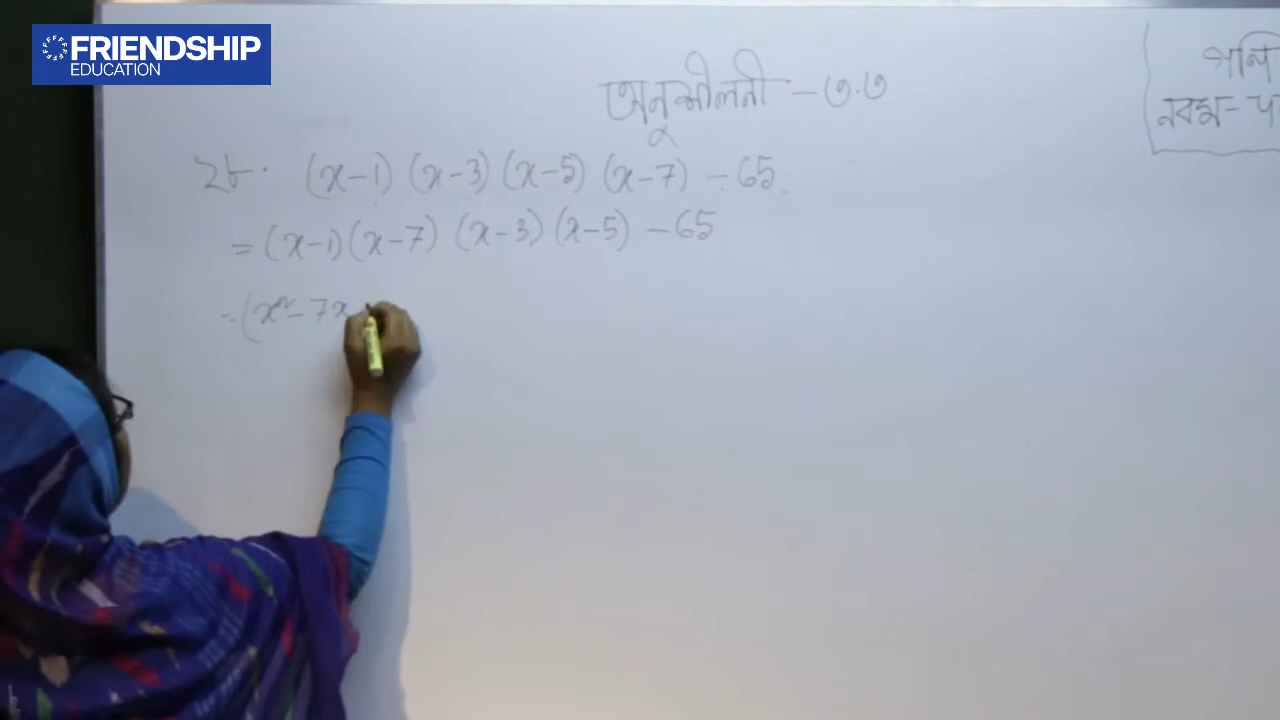 FRIENDSHIP
EDUCATION
অনুশীলনী – ৩.৩
২৮. (x-1) (x-3) (x-5) (x-7) - 65
= (x-1) (x-7) (x-3) (x-5) - 65
= (x² - 7x
নবম-